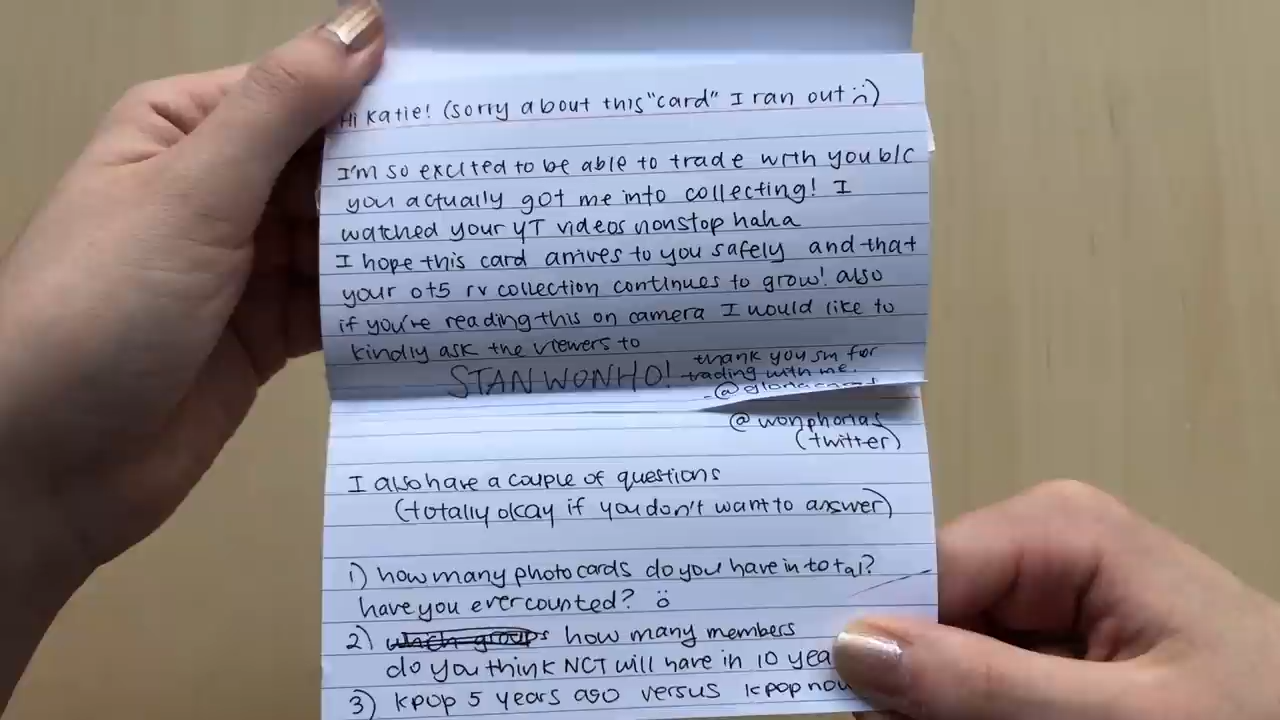 Hi Katie! (sorry about this "card" I ran out :()
I'm so excited to be able to trade with you b/c
you actually got me into collecting! I
watched your YT videos nonstop haha
I hope this card arrives to you safely and that
your ot5 rv collection continues to grow! also
if you're reading this on camera I would like to
kindly ask the viewers to
STAN WONHO! thank you sm for
trading with me.
@wonphorias
(twitter)
I also have a couple of questions
(totally okay if you don't want to answer)
1) how many photocards do you have in total?
have you ever counted? ö
2) how many members
do you think NCT will have in 10
3) kpop 5 years ago versus kpop now